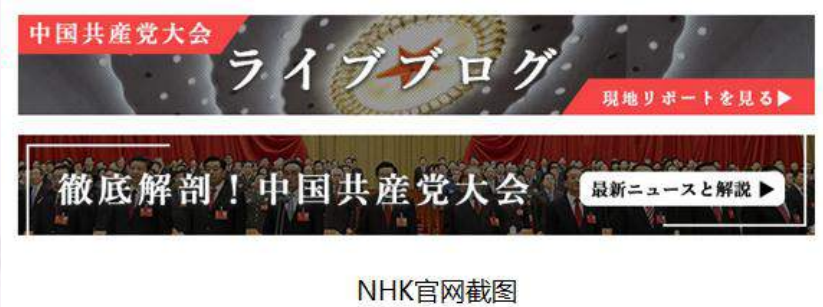 中国共産党大会
ライブブログ
現地リポートを見る▶
徹底解剖！中国共産党大会
最新ニュースと解説 ▶
NHK官网截图